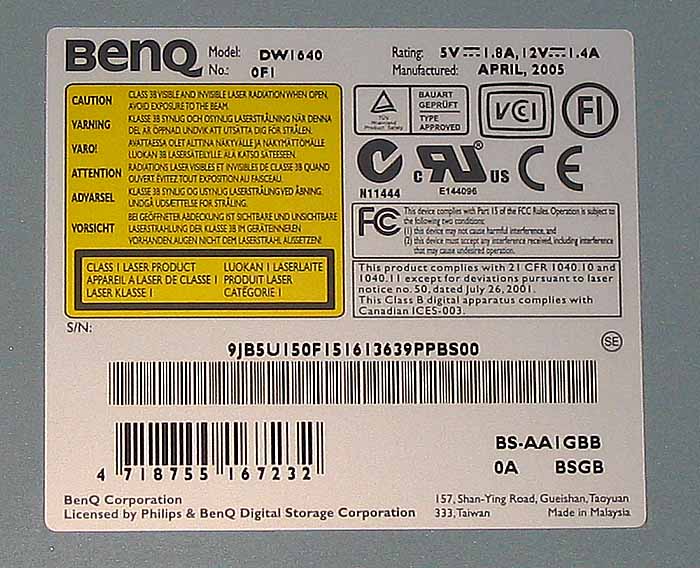 BenQ Model: DW1640 Rating: 5V⎓1.8A, 12V⎓1.4A
No.: 0F1 Manufactured: APRIL, 2005
CAUTION CLASS 3B VISIBLE AND INVISIBLE LASER RADIATION WHEN OPEN,
AVOID EXPOSURE TO THE BEAM.
VARNING KLASSE 3B SYNLIG OCH OSYNLIG LASERSTRÅLNING NÄR DENNA
DEL ÄR ÖPPNAD. UNDVIK ATT UTSÄTTA DIG FÖR STRÅLEN.
VARO! AVATTAESSA OLET ALTTINA NÄKYVÄLLE JA NÄKYMÄTTÖMÄLLE
LUOKAN 3B LASERSÄTEILYLLE. ÄLÄ KATSO SÄTEESEEN.
ATTENTION RADIATIONS LASER VISIBLES ET INVISIBLES DE CLASSE 3B QUAND
OUVERT ÉVITEZ TOUT EXPOSITION AU FAISCEAU.
ADVARSEL KLASSE 3B SYNLIG OG USYNLIG LASERSTRÅLING VED ÅBNING.
UNDGÅ UDSETTELSE FOR STRÅLING.
VORSICHT BEI GEÖFFNETER ABDECKUNG IST SICHTBARE UND UNSICHTBARE
LASERSTRAHLUNG DER KLASSE 3B IM GERÄTEINNEREN
VORHANDEN. AUGEN NICHT DEM LASERSTRAHL AUSSETZEN!
CLASS 1 LASER PRODUCT LUOKAN 1 LASERLAITE
APPAREIL A LASER DE CLASSE 1 PRODUIT LASER
LASER KLASSE 1 CATÉGORIE 1
TÜV
Rheinland
Product Safety
BAUART
GEPRÜFT
TYPE
APPROVED
VCCI
FI
N11444
c RU® US
E144096
CE
FC This device complies with Part 15 of the FCC Rules. Operation is subject to
the following two conditions:
(1) this device may not cause harmful interference, and
(2) this device must accept any interference received, including interference
that may cause undesired operation.
This product complies with 21 CFR 1040.10 and
1040.11 except for deviations pursuant to laser
notice no. 50, dated July 26, 2001.
This Class B digital apparatus complies with
Canadian ICES-003.
S/N:
SE
9JB5U150F151613639PPBS00
4 718755 167232
BS-AA1GBB
0A BSGB
BenQ Corporation
Licensed by Philips & BenQ Digital Storage Corporation
157, Shan-Ying Road, Gueishan, Taoyuan
333, Taiwan Made in Malaysia